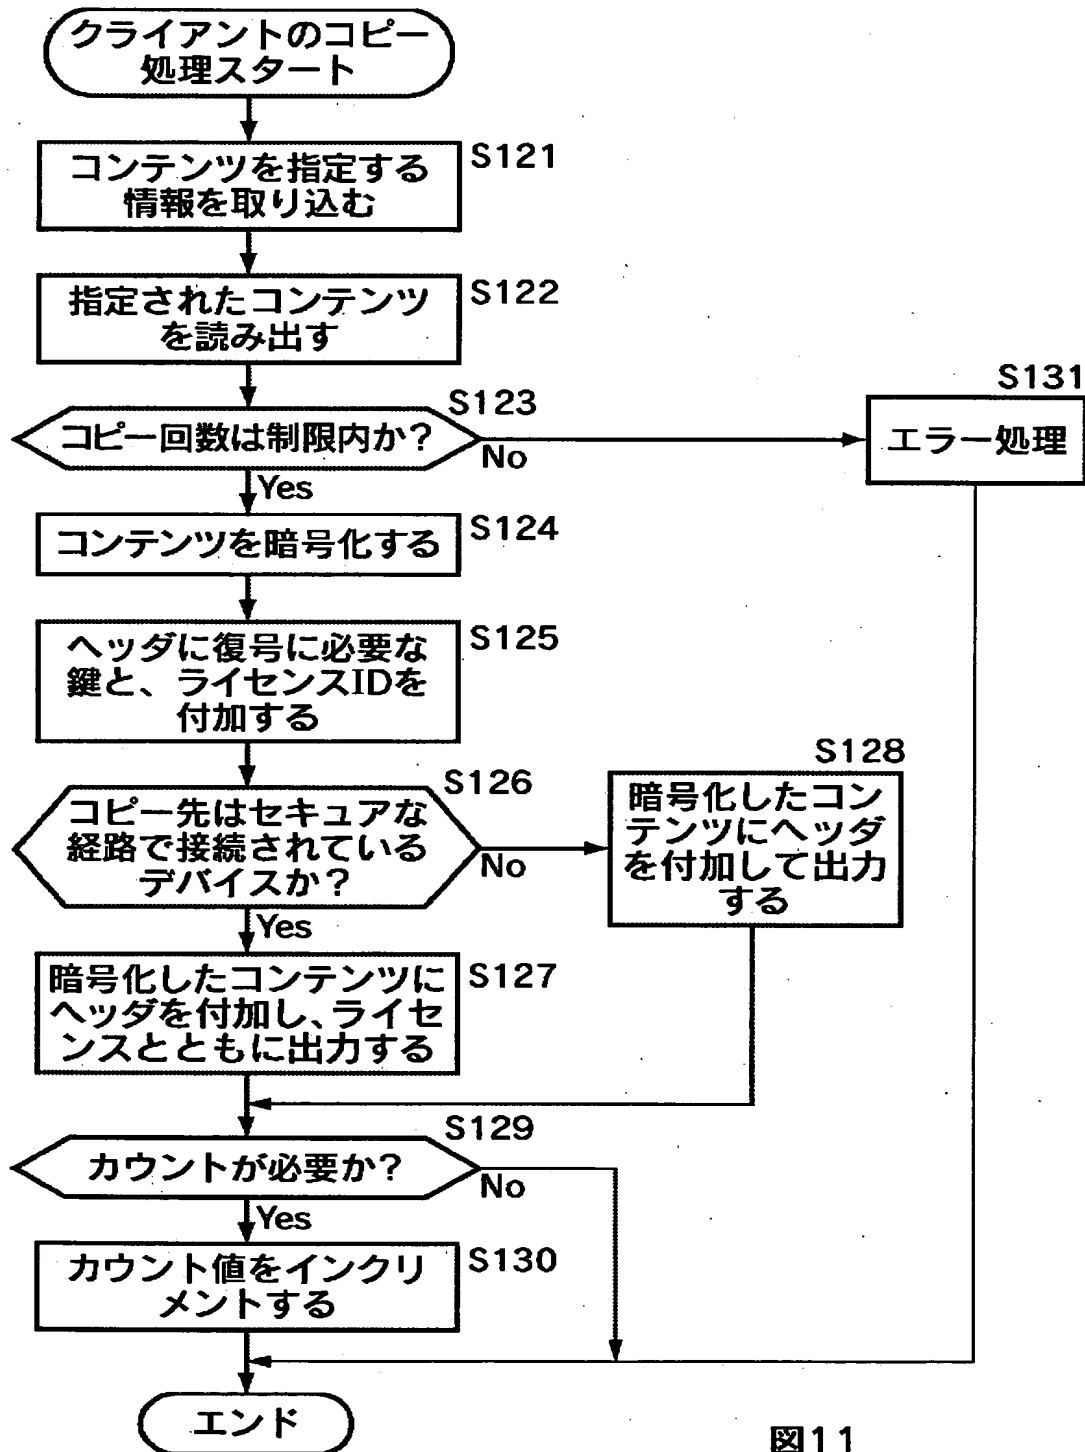 クライアントのコピー
処理スタート
S121
コンテンツを指定する
情報を取り込む
S122
指定されたコンテンツ
を読み出す
S123
コピー回数は制限内か?
No
Yes
S131
エラー処理
S124
コンテンツを暗号化する
S125
ヘッダに復号に必要な
鍵と、ライセンスIDを
付加する
S126
コピー先はセキュアな
経路で接続されている
デバイスか?
No
Yes
S128
暗号化したコン
テンツにヘッダ
を付加して出力
する
S127
暗号化したコンテンツに
ヘッダを付加し、ライセ
ンスとともに出力する
S129
カウントが必要か?
No
Yes
S130
カウント値をインクリ
メントする
エンド
図11